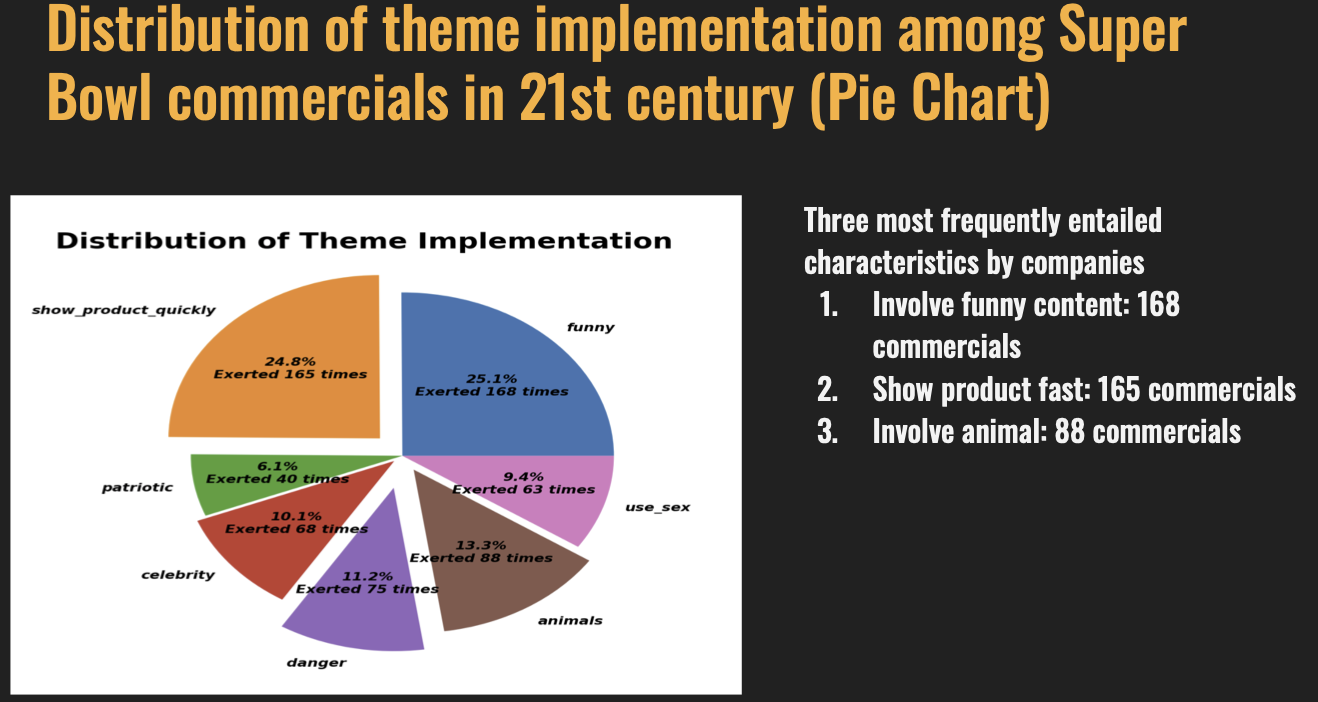 Distribution of theme implementation among Super
Bowl commercials in 21st century (Pie Chart)
Distribution of Theme Implementation
show_product_quickly
funny
24.8%
Exerted 165 times
25.1%
Exerted 168 times
6.1%
Exerted 40 times
patriotic
9.4%
Exerted 63 times
use_sex
10.1%
Exerted 68 times
celebrity
13.3%
Exerted 88 times
animals
11.2%
Exerted 75 times
danger
Three most frequently entailed
characteristics by companies
1. Involve funny content: 168
commercials
2. Show product fast: 165 commercials
3. Involve animal: 88 commercials